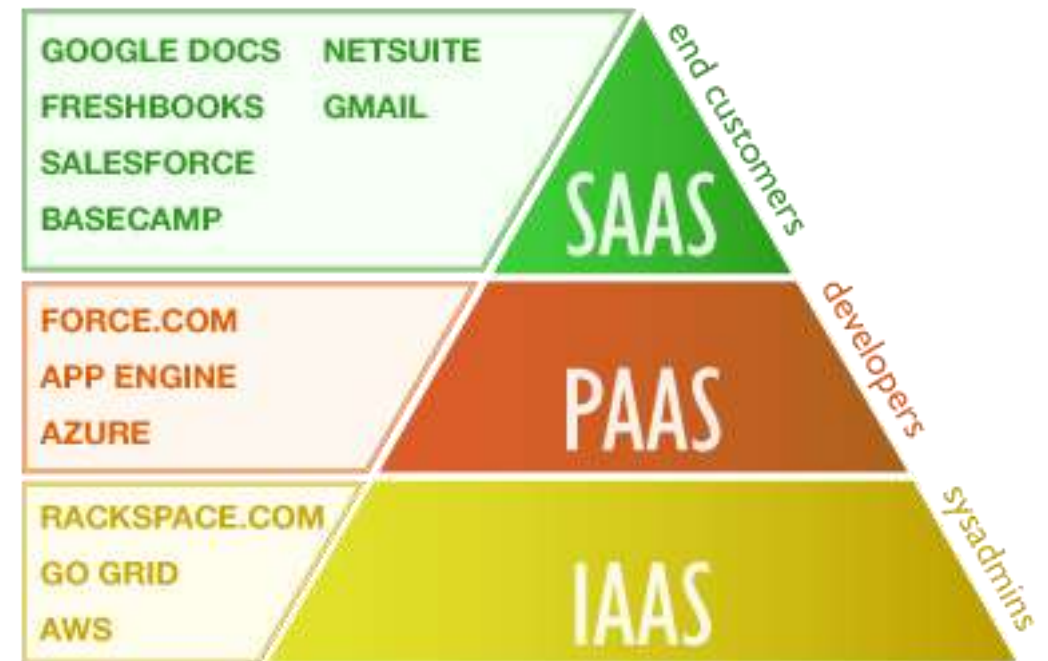 GOOGLE DOCS NETSUITE
FRESHBOOKS GMAIL
SALESFORCE
BASECAMP
SAAS
end customers
FORCE.COM
APP ENGINE
AZURE
PAAS
developers
RACKSPACE.COM
GO GRID
AWS
IAAS
sysadmins